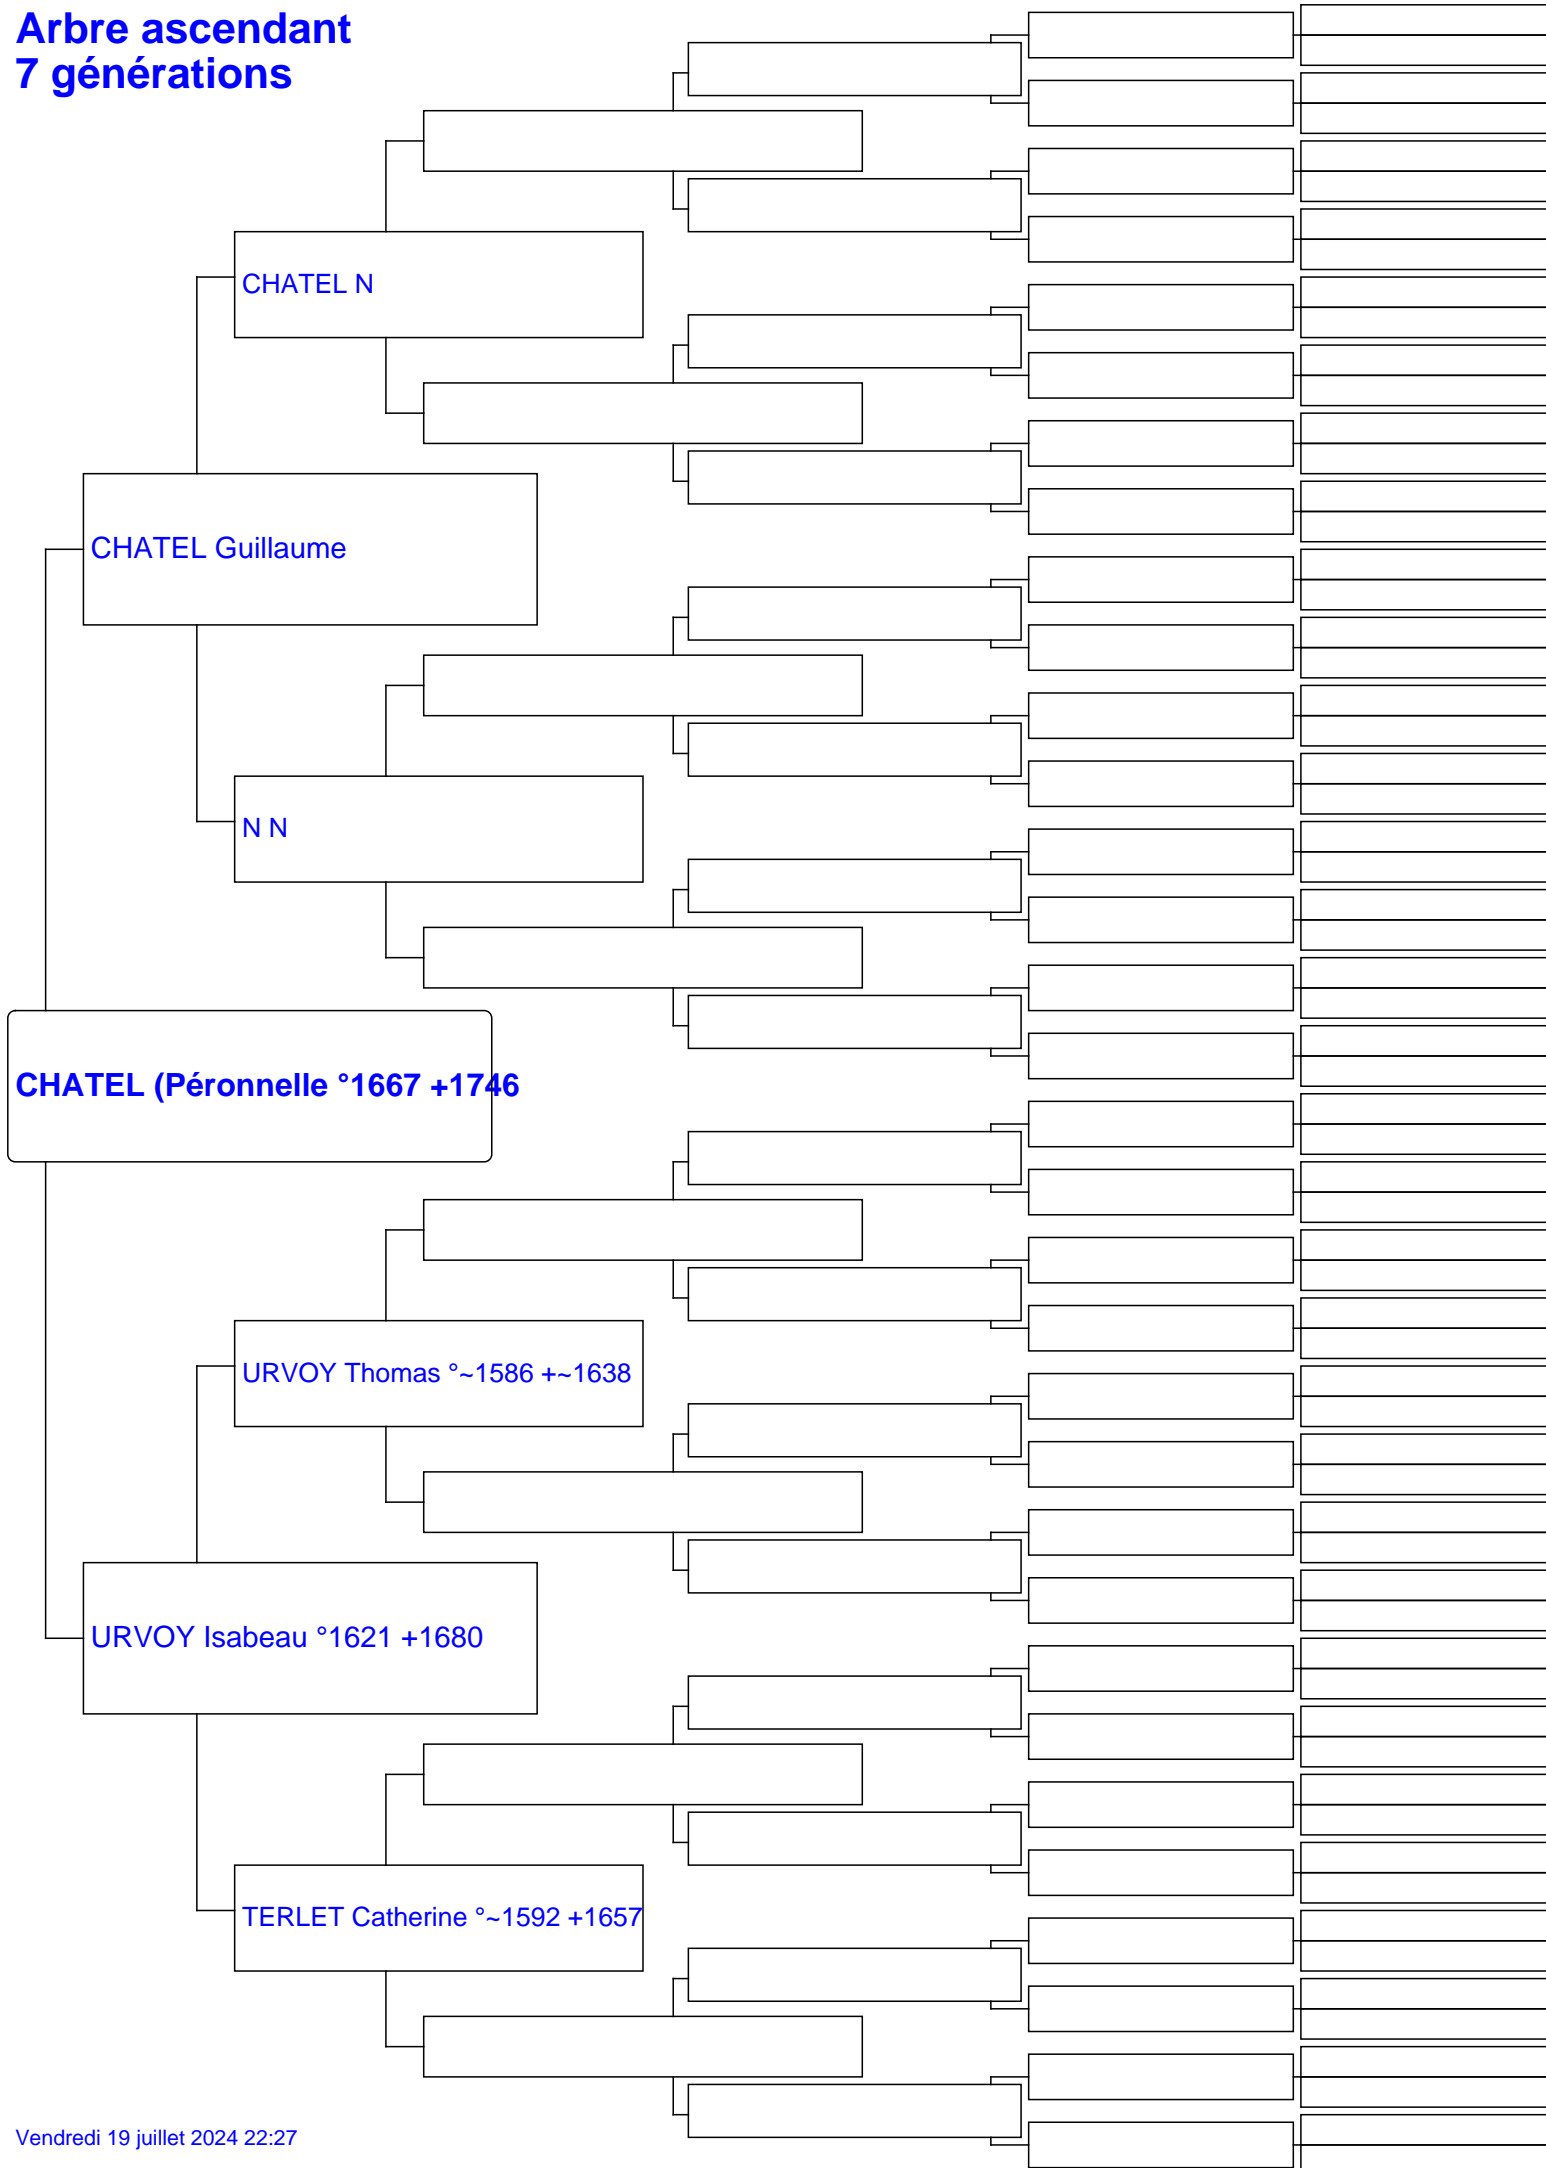 Arbre ascendant
7 générations
CHATEL N
CHATEL Guillaume
N N
CHATEL (Péronnelle °1667 +1746
URVOY Thomas °~1586 +~1638
URVOY Isabeau °1621 +1680
TERLET Catherine °~1592 +1657
Vendredi 19 juillet 2024 22:27